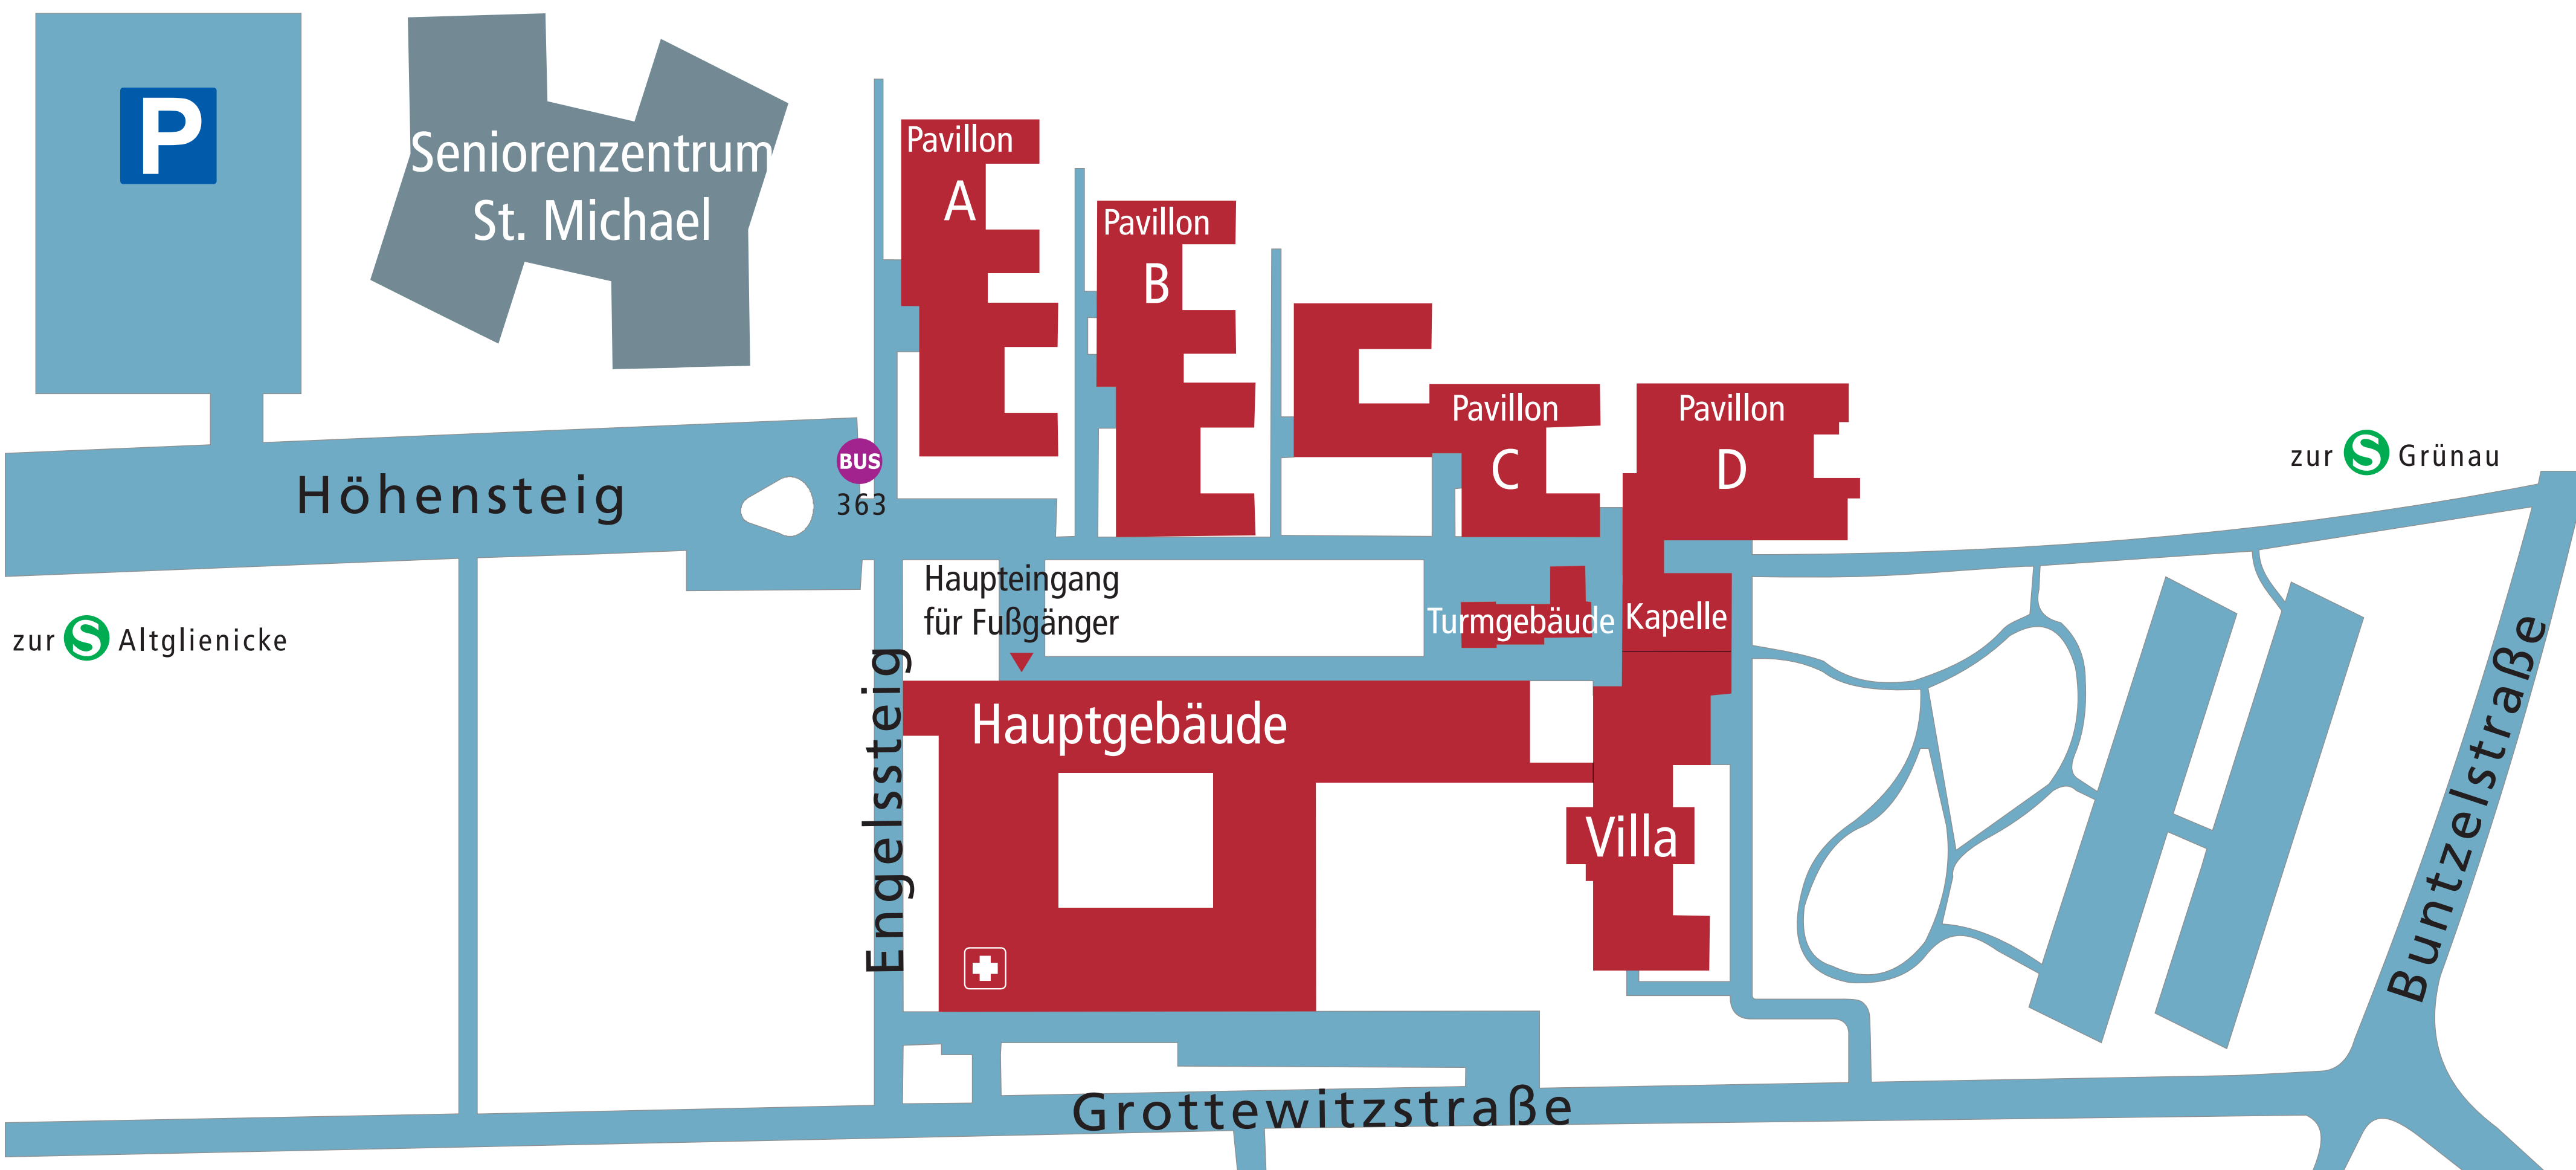 P
Seniorenzentrum
St. Michael
Pavillon
A
Pavillon
B
Pavillon
C
Pavillon
D
BUS
363
Höhensteig
zur S Grünau
zur S Altglienicke
Haupteingang
für Fußgänger
Turmgebäude
Kapelle
Engelssteig
Hauptgebäude
Villa
Buntzelstraße
Grottewitzstraße